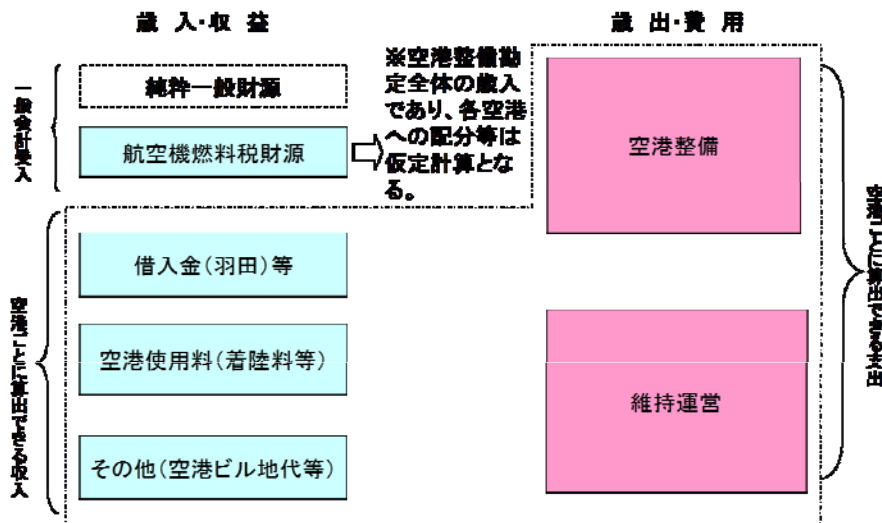 歳入・収益
歳出・費用
一般会計受入
純粋一般財源
航空機燃料税財源
※空港整備勘
定全体の歳入
であり、各空港
への配分等は
仮定計算とな
る。
空港整備
借入金（羽田）等
空港使用料（着陸料等）
その他（空港ビル地代等）
空港ごとに算出できる収入
維持運営
空港ごとに算出できる支出